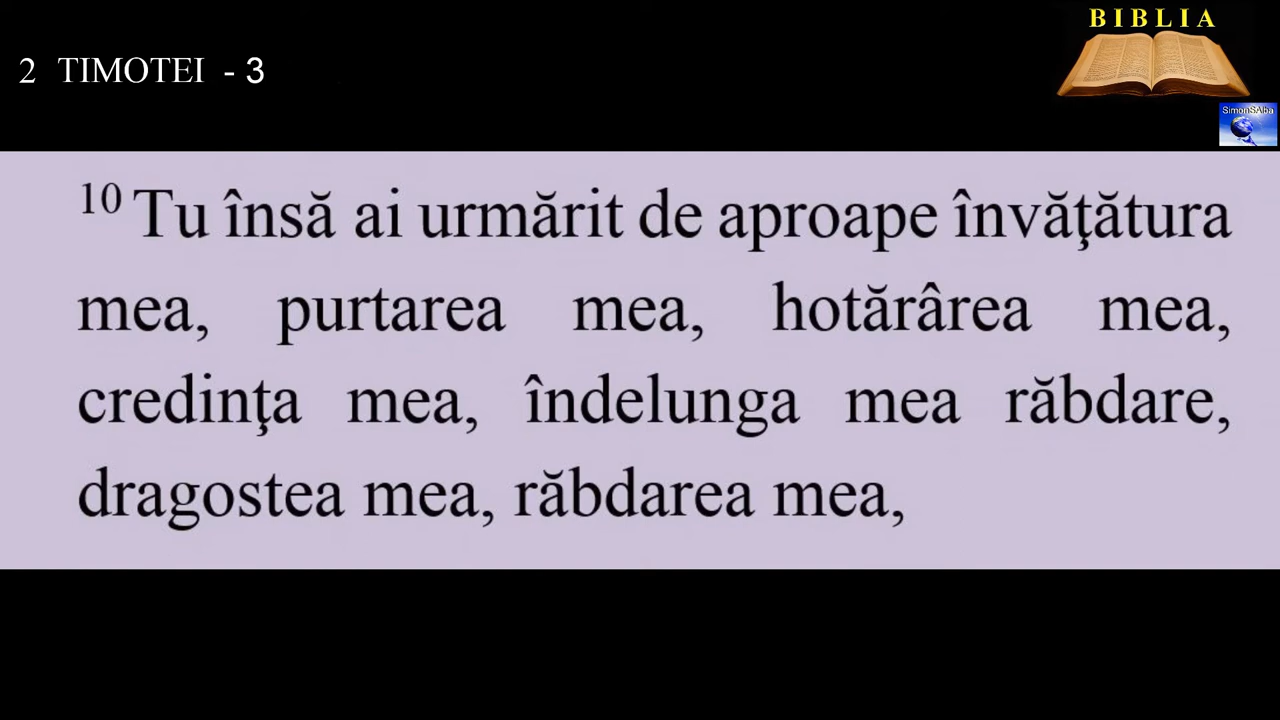 BIBLIA
2 TIMOTEI - 3
SimonSAlba
10 Tu însă ai urmărit de aproape învăţătura
mea, purtarea mea, hotărârea mea,
credinţa mea, îndelunga mea răbdare,
dragostea mea, răbdarea mea,